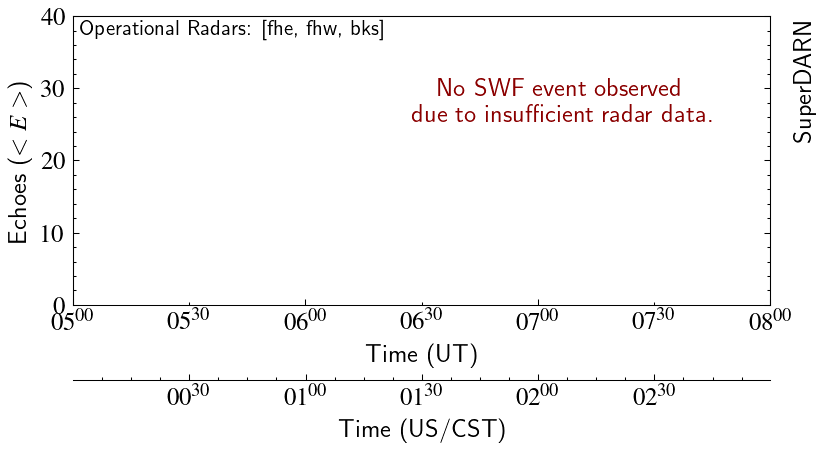 Operational Radars: [fhe, fhw, bks]
No SWF event observed
due to insufficient radar data.
SuperDARN
Echoes (< E >)
40
30
20
10
0
05⁰⁰ 05³⁰ 06⁰⁰ 06³⁰ 07⁰⁰ 07³⁰ 08⁰⁰
Time (UT)
00³⁰ 01⁰⁰ 01³⁰ 02⁰⁰ 02³⁰
Time (US/CST)